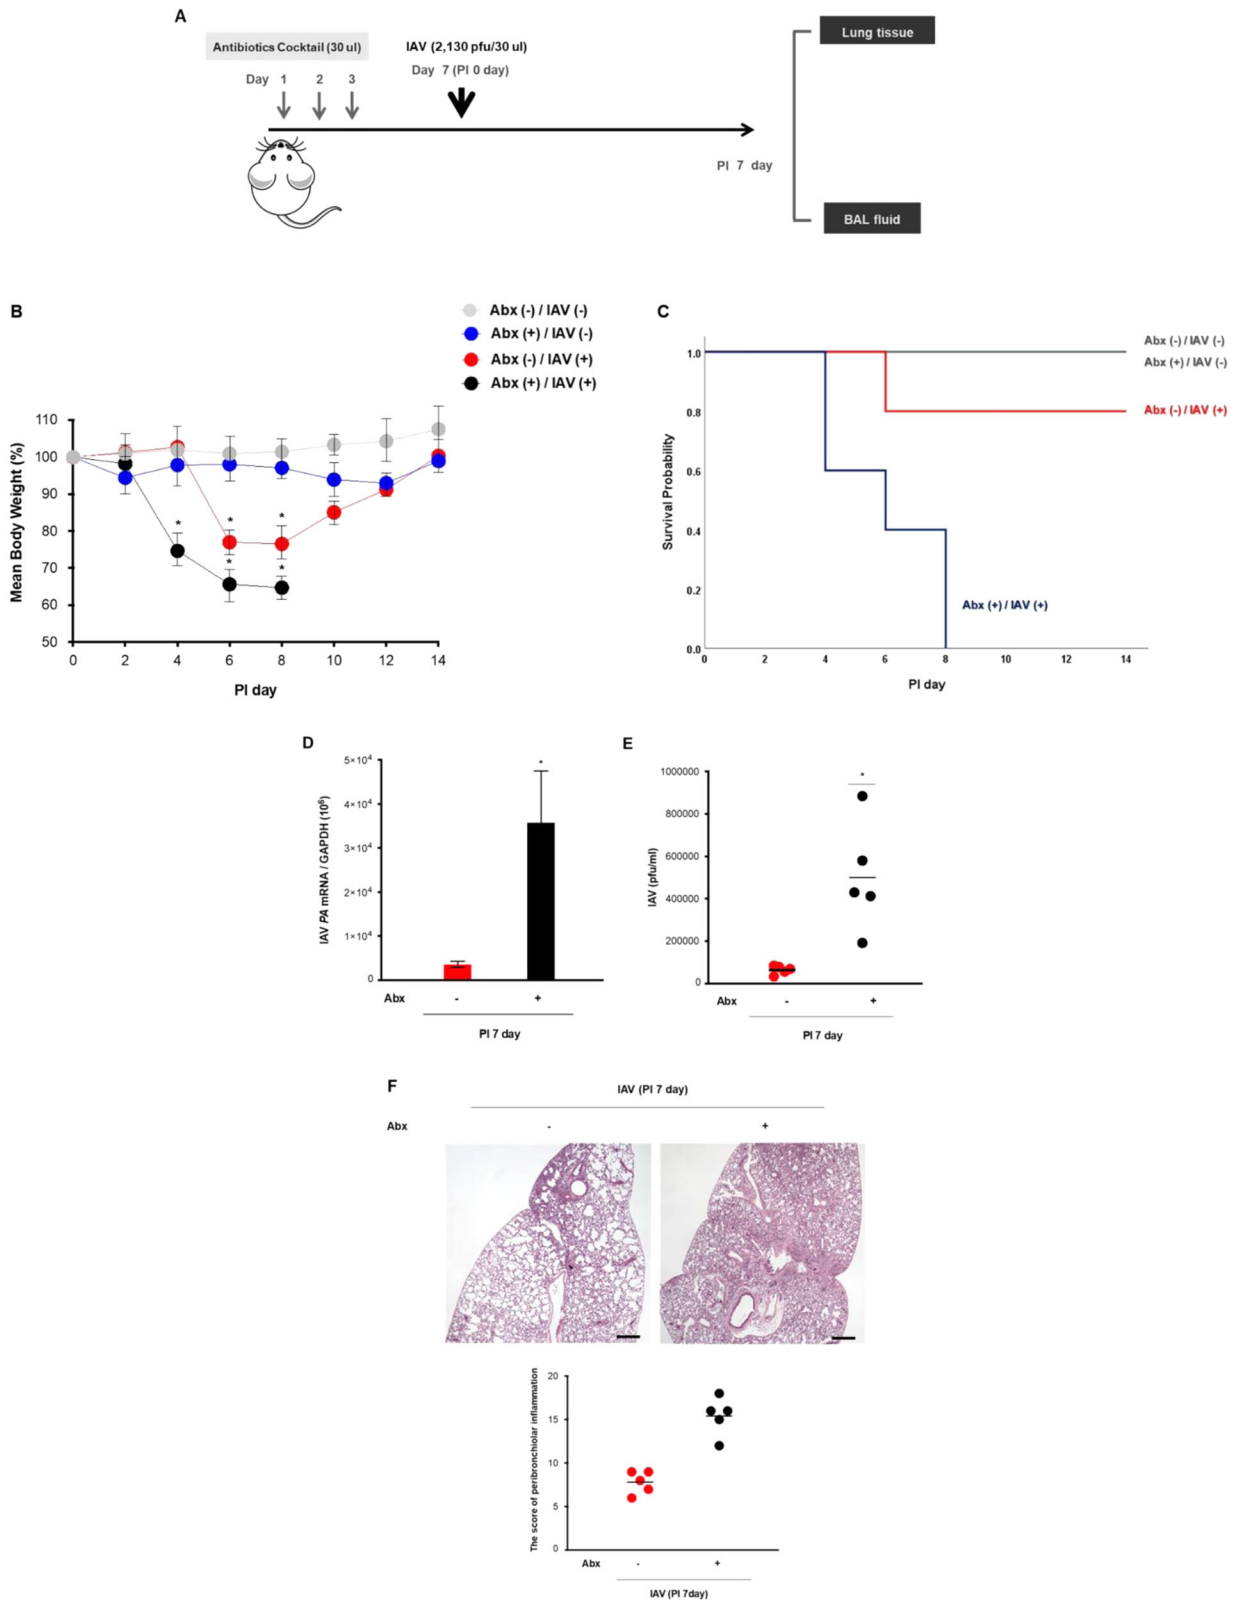 A
Antibiotics Cocktail (30 ul)
IAV (2,130 pfu/30 ul)
Day 1 2 3
Day 7 (PI 0 day)
Lung tissue
PI 7 day
BAL fluid
B
Abx (-) / IAV (-)
Abx (+) / IAV (-)
Abx (-) / IAV (+)
Abx (+) / IAV (+)
Mean Body Weight (%)
110
100
90
80
70
60
50
* * *
* *
0 2 4 6 8 10 12 14
PI day
C
Survival Probability
1.0
0.8
0.6
0.4
0.2
0.0
Abx (-) / IAV (-)
Abx (+) / IAV (-)
Abx (-) / IAV (+)
Abx (+) / IAV (+)
0.0 2 4 6 8 10 12 14
PI day
D
IAV PA mRNA / GAPDH (10⁶)
5×10⁴
4×10⁴
3×10⁴
2×10⁴
1×10⁴
0
*
Abx - +
PI 7 day
E
IAV (pfu/ml)
1000000
800000
600000
400000
200000
0
*
Abx - +
PI 7 day
F
IAV (PI 7 day)
Abx - +
The score of peribronchiolar inflammation
20
15
10
5
0
Abx - +
IAV (PI 7day)